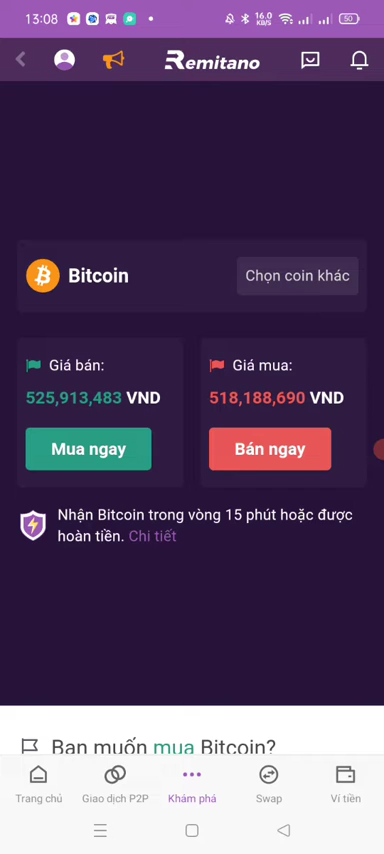 13:08
16.0
KB/S
50
Remitano
Bitcoin
Chọn coin khác
Giá bán:
525,913,483 VND
Mua ngay
Giá mua:
518,188,690 VND
Bán ngay
Nhận Bitcoin trong vòng 15 phút hoặc được
hoàn tiền. Chi tiết
Bạn muốn mua Bitcoin?
Trang chủ
Giao dịch P2P
Khám phá
Swap
Ví tiền